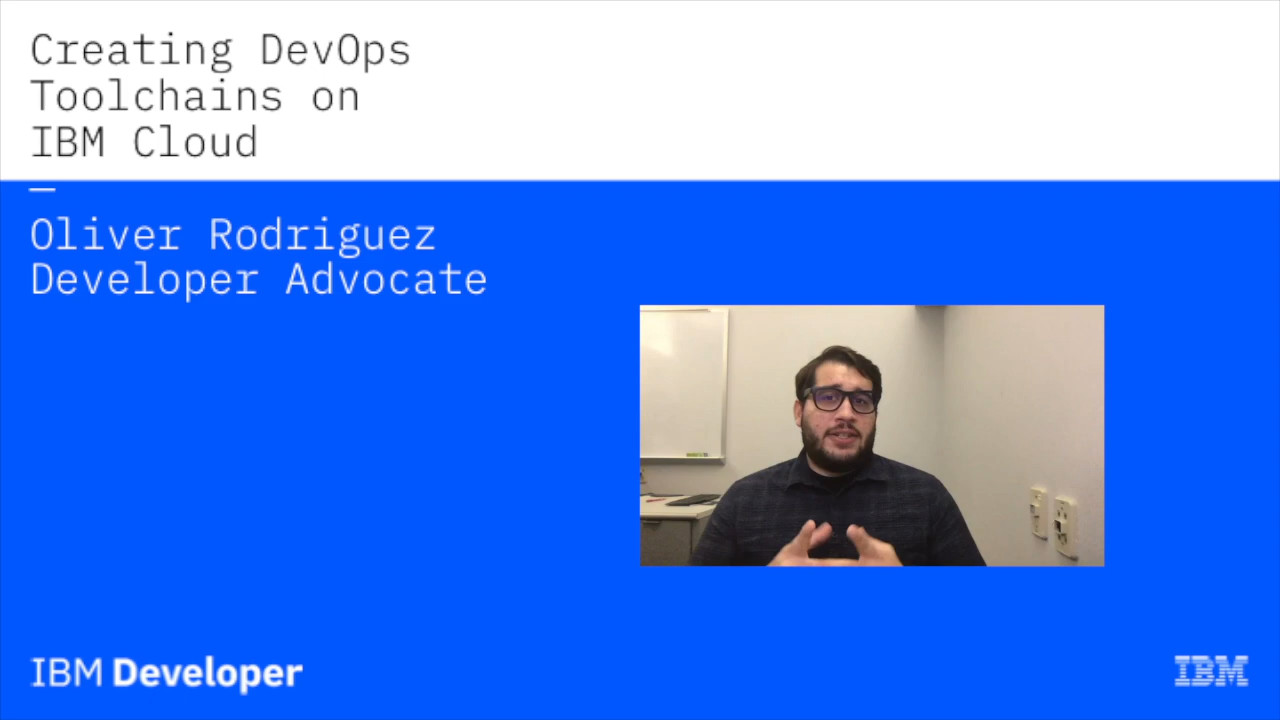 Creating DevOps
Toolchains on
IBM Cloud
Oliver Rodriguez
Developer Advocate
IBM Developer
IBM